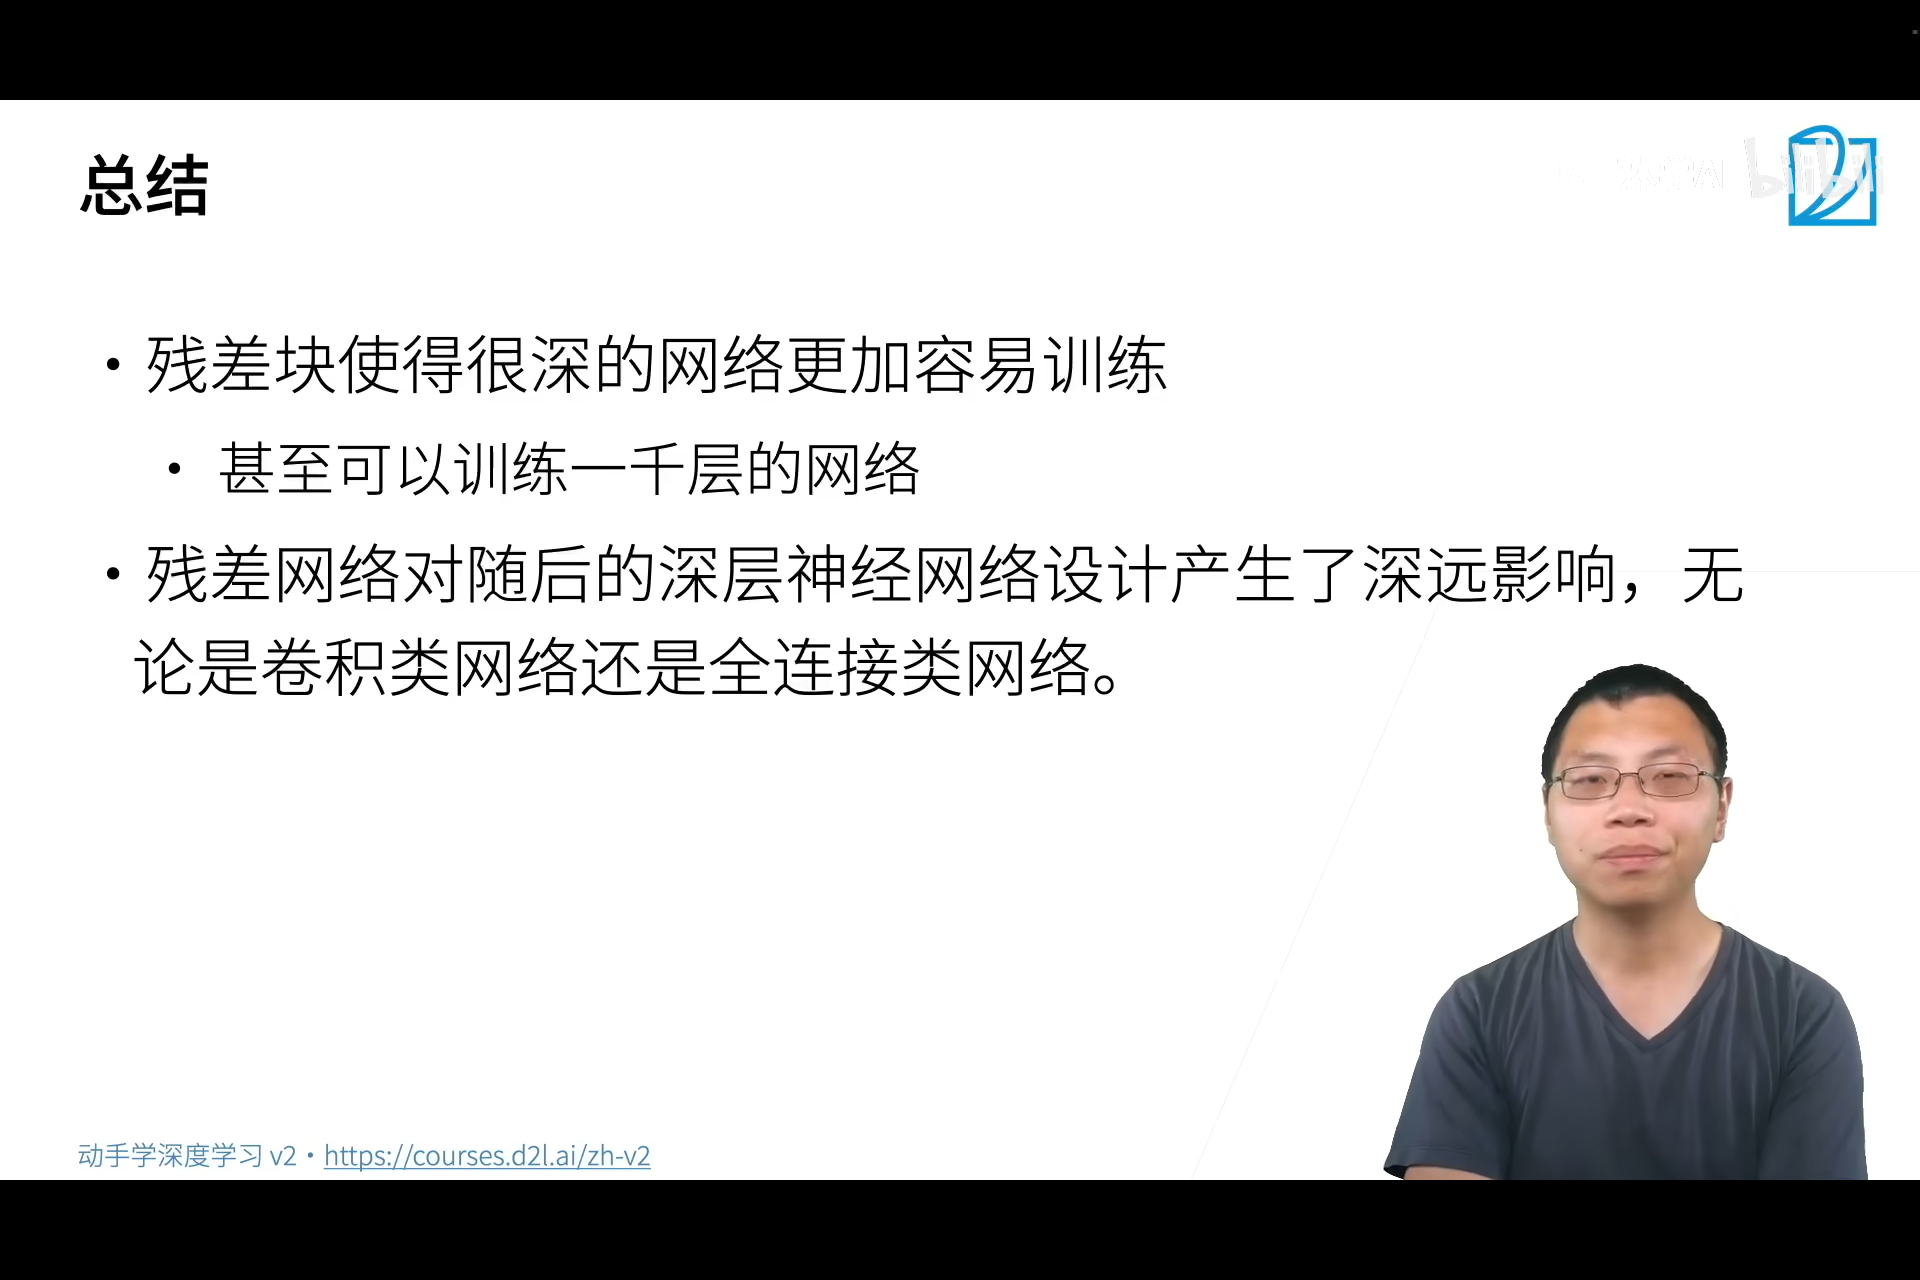 总结
• 残差块使得很深的网络更加容易训练
• 甚至可以训练一千层的网络
• 残差网络对随后的深层神经网络设计产生了深远影响，无
论是卷积类网络还是全连接类网络。
动手学深度学习 v2 • https://courses.d2l.ai/zh-v2